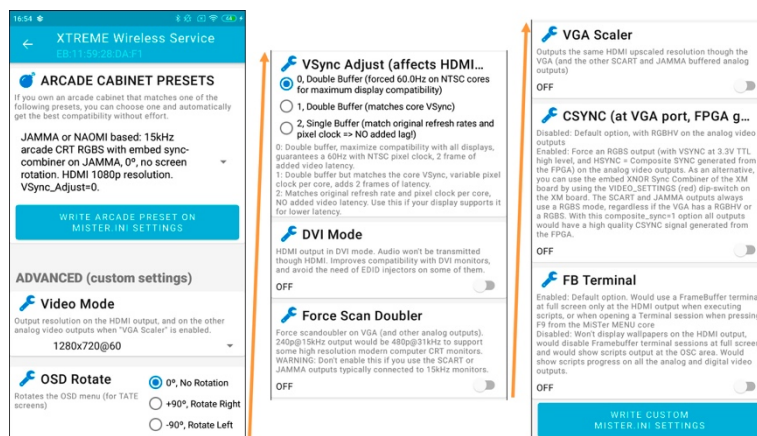 16:54
XTREME Wireless Service
EB:11:59:28:DA:F1
ARCADE CABINET PRESETS
If you own an arcade cabinet that matches one of the
following presets, you can choose one and automatically
get the best compatibility without effort.
JAMMA or NAOMI based: 15kHz
arcade CRT RGBS with embed sync-
combiner on JAMMA, 0º, no screen
rotation. HDMI 1080p resolution.
VSync_Adjust=0.
WRITE ARCADE PRESET ON
MISTER.INI SETTINGS
ADVANCED (custom settings)
Video Mode
Output resolution on the HDMI output, and on the other
analog video outputs when "VGA Scaler" is enabled.
1280x720@60
OSD Rotate
Rotates the OSD menu (for TATE
screens)
0º, No Rotation
+90º, Rotate Right
-90º, Rotate Left
VSync Adjust (affects HDMI...
0, Double Buffer (forced 60.0Hz on NTSC cores
for maximum display compatibility)
1, Double Buffer (matches core VSync)
2, Single Buffer (match original refresh rates and
pixel clock => NO added lag!)
0: Double buffer, maximize compatibility with all displays,
guarantees a 60Hz with NTSC pixel clock, 2 frame of
added video latency.
1: Double buffer but matches the core VSync, variable pixel
clock per core, adds 2 frames of latency.
2: Matches original refresh rate and pixel clock per core,
NO added video latency. Use this if your display supports it
for lower latency.
DVI Mode
HDMI output in DVI mode. Audio won't be transmitted
though HDMI. Improves compatibility with DVI monitors,
and avoid the need of EDID injectors on some of them.
OFF
Force Scan Doubler
Force scandoubler on VGA (and other analog outputs).
240p@15kHz output would be 480p@31kHz to support
some high resolution modern computer CRT monitors.
WARNING: Don't enable this if you use the SCART or
JAMMA outputs typically connected to 15kHz monitors.
OFF
VGA Scaler
Outputs the same HDMI upscaled resolution though the
VGA (and the other SCART and JAMMA buffered analog
outputs)
OFF
CSYNC (at VGA port, FPGA g...
Disabled: Default option, with RGBHV on the analog video
outputs
Enabled: Force an RGBS output (with VSYNC at 3.3V TTL
high level, and HSYNC = Composite SYNC generated from
the FPGA) on the analog video outputs. As an alternative,
you can use the embed XNOR Sync Combiner of the XM
board by using the VIDEO_SETTINGS (red) dip-switch on
the XM board. The SCART and JAMMA outputs always
use a RGBS mode, regardless if the VGA has a RGBHV or
a RGBS. With this composite_sync=1 option all outputs
would have a high quality CSYNC signal generated from
the FPGA.
OFF
FB Terminal
Enabled: Default option. Would use a FrameBuffer terminal
at full screen only at the HDMI output when executing
scripts, or when opening a Terminal session when pressing
F9 from the MiSTer MENU core
Disabled: Won't display wallpapers on the HDMI output,
would disable Framebuffer terminal sessions at full screen
and would show scripts output at the OSC area. Would
show scripts progress on all the analog and digital video
outputs.
OFF
WRITE CUSTOM
MISTER.INI SETTINGS